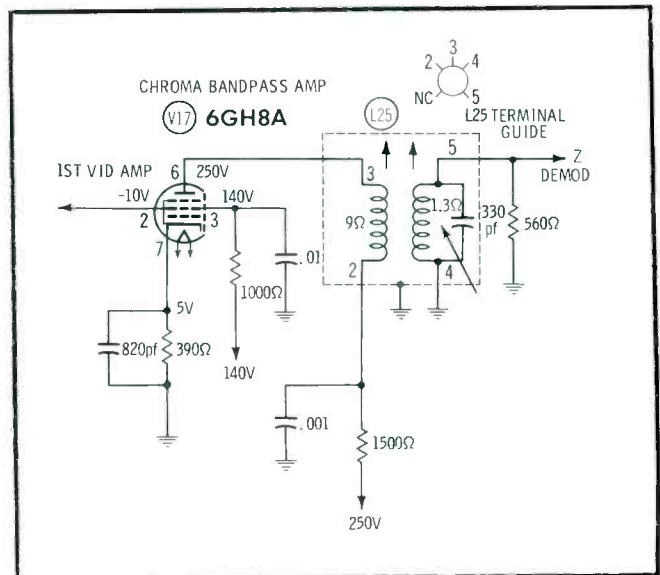 CHROMA BANDPASS AMP
V17 6GH8A
L25
3
2 4
NC 5
L25 TERMINAL
GUIDE
1ST VID AMP
6 250V
-10V 140V
2 3
7
3
5
Z
DEMOD
9Ω
1.3Ω
330
pf
560Ω
.01
1000Ω
2
4
5V
820pf 390Ω
140V
.001
1500Ω
250V